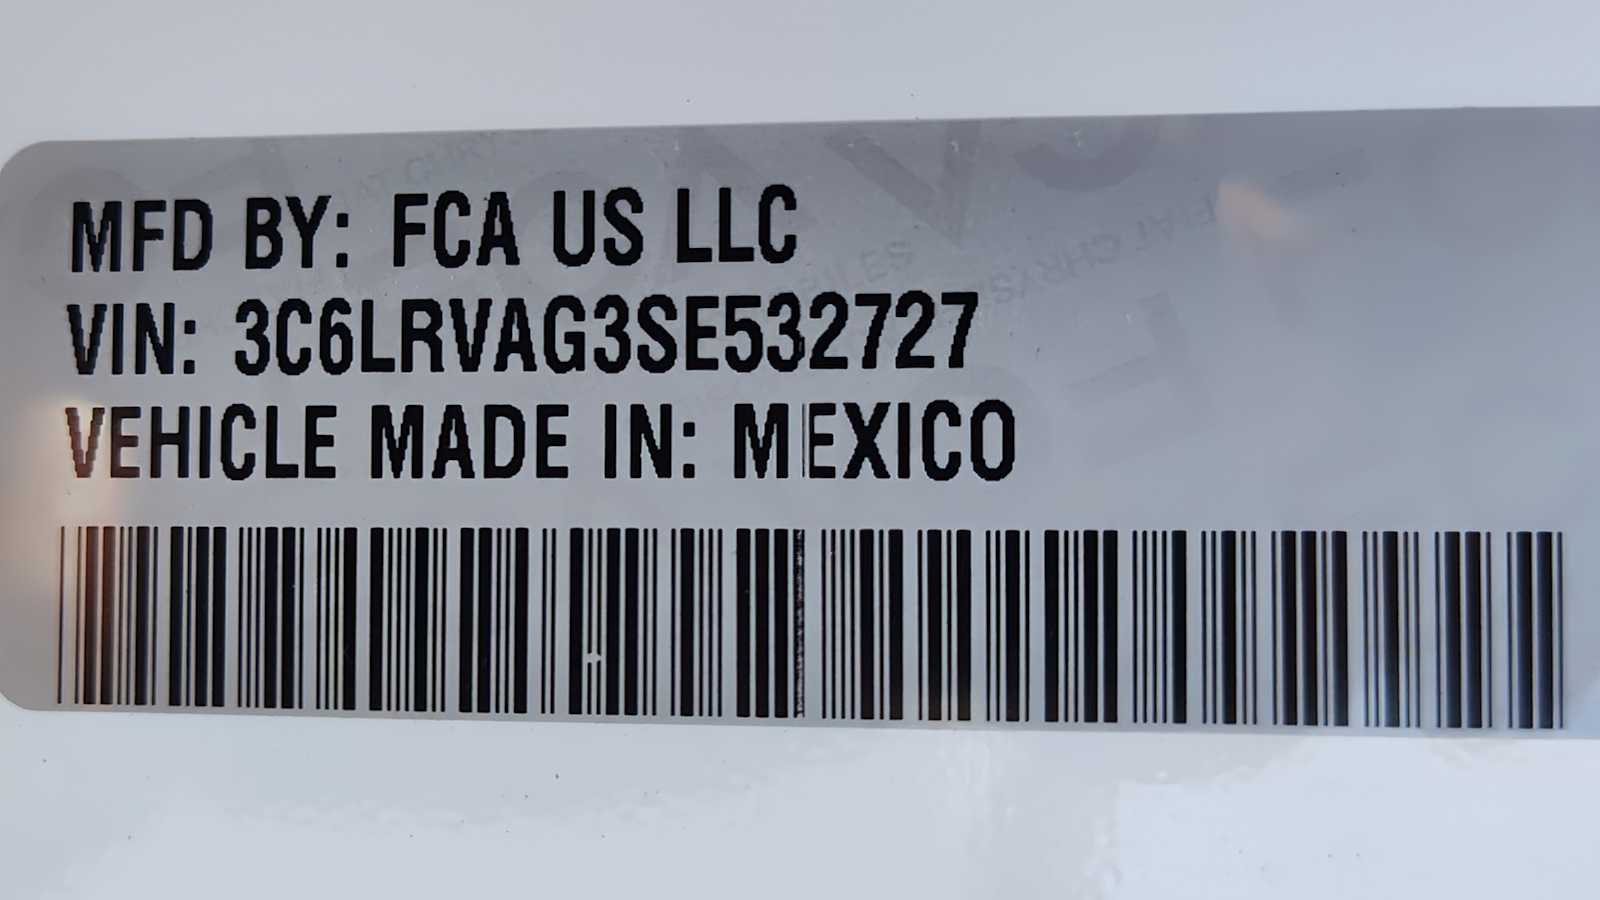 MFD BY: FCA US LLC
VIN: 3C6LRVAG3SE532727
VEHICLE MADE IN: MEXICO